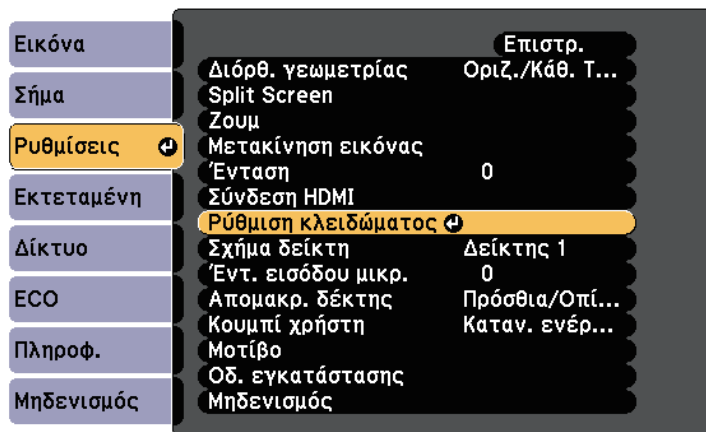 Εικόνα
Σήμα
Ρυθμίσεις
Εκτεταμένη
Δίκτυο
ECO
Πληροφ.
Μηδενισμός
Επιστρ.
Διόρθ. γεωμετρίας Οριζ./Κάθ. Τ...
Split Screen
Ζουμ
Μετακίνηση εικόνας
Ένταση 0
Σύνδεση HDMI
Ρύθμιση κλειδώματος
Σχήμα δείκτη Δείκτης 1
Έντ. εισόδου μικρ. 0
Απομακρ. δέκτης Πρόσθια/Οπί...
Κουμπί χρήστη Καταν. ενέρ...
Μοτίβο
Οδ. εγκατάστασης
Μηδενισμός